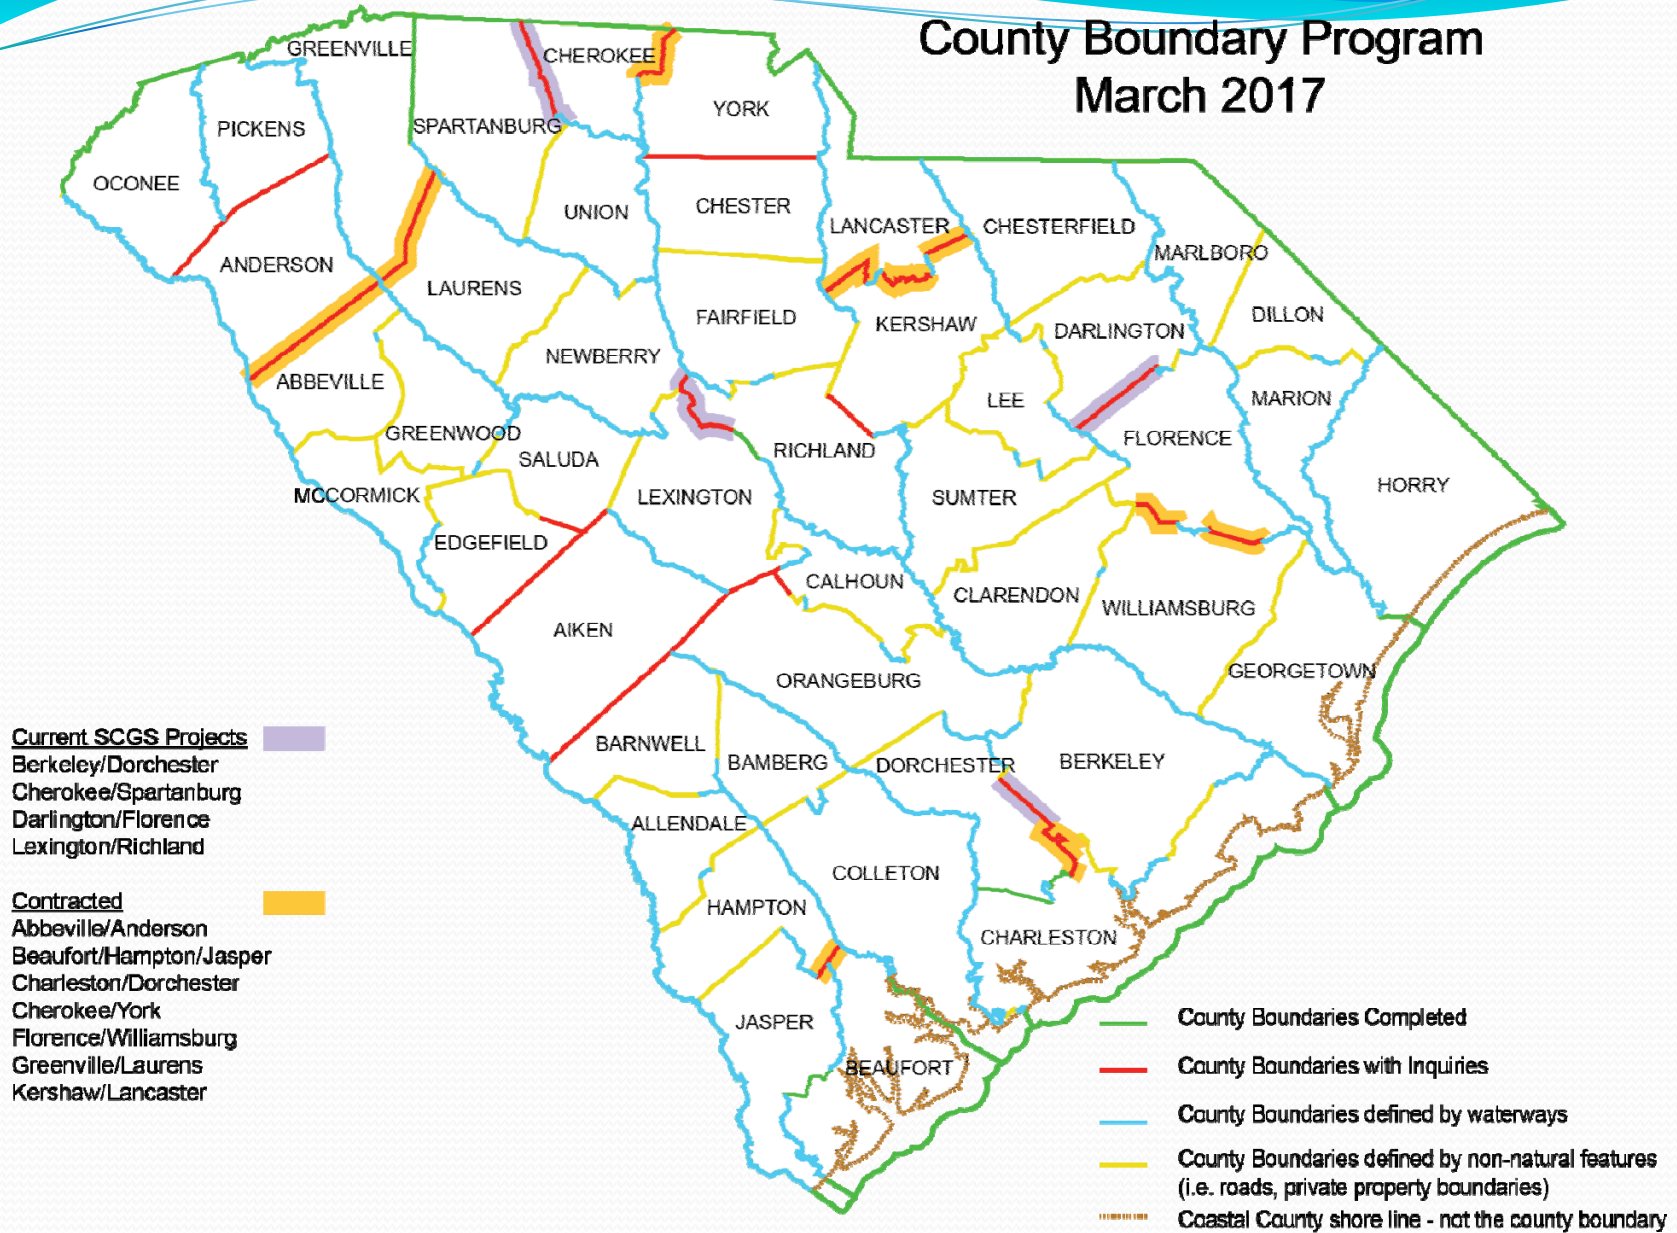 County Boundary Program
March 2017
GREENVILLE
CHEROKEE
YORK
PICKENS
SPARTANBURG
OCONEE
UNION
CHESTER
LANCASTER
CHESTERFIELD
MARLBORO
ANDERSON
LAURENS
FAIRFIELD
KERSHAW
DARLINGTON
DILLON
NEWBERRY
ABBEVILLE
LEE
MARION
GREENWOOD
SALUDA
RICHLAND
FLORENCE
MCCORMICK
LEXINGTON
SUMTER
HORRY
EDGEFIELD
CALHOUN
CLARENDON
WILLIAMSBURG
AIKEN
ORANGEBURG
GEORGETOWN
BARNWELL
BAMBERG
DORCHESTER
BERKELEY
ALLENDALE
COLLETON
HAMPTON
CHARLESTON
JASPER
BEAUFORT
Current SCGS Projects
Berkeley/Dorchester
Cherokee/Spartanburg
Darlington/Florence
Lexington/Richland
Contracted
Abbeville/Anderson
Beaufort/Hampton/Jasper
Charleston/Dorchester
Cherokee/York
Florence/Williamsburg
Greenville/Laurens
Kershaw/Lancaster
County Boundaries Completed
County Boundaries with Inquiries
County Boundaries defined by waterways
County Boundaries defined by non-natural features
(i.e. roads, private property boundaries)
Coastal County shore line - not the county boundary